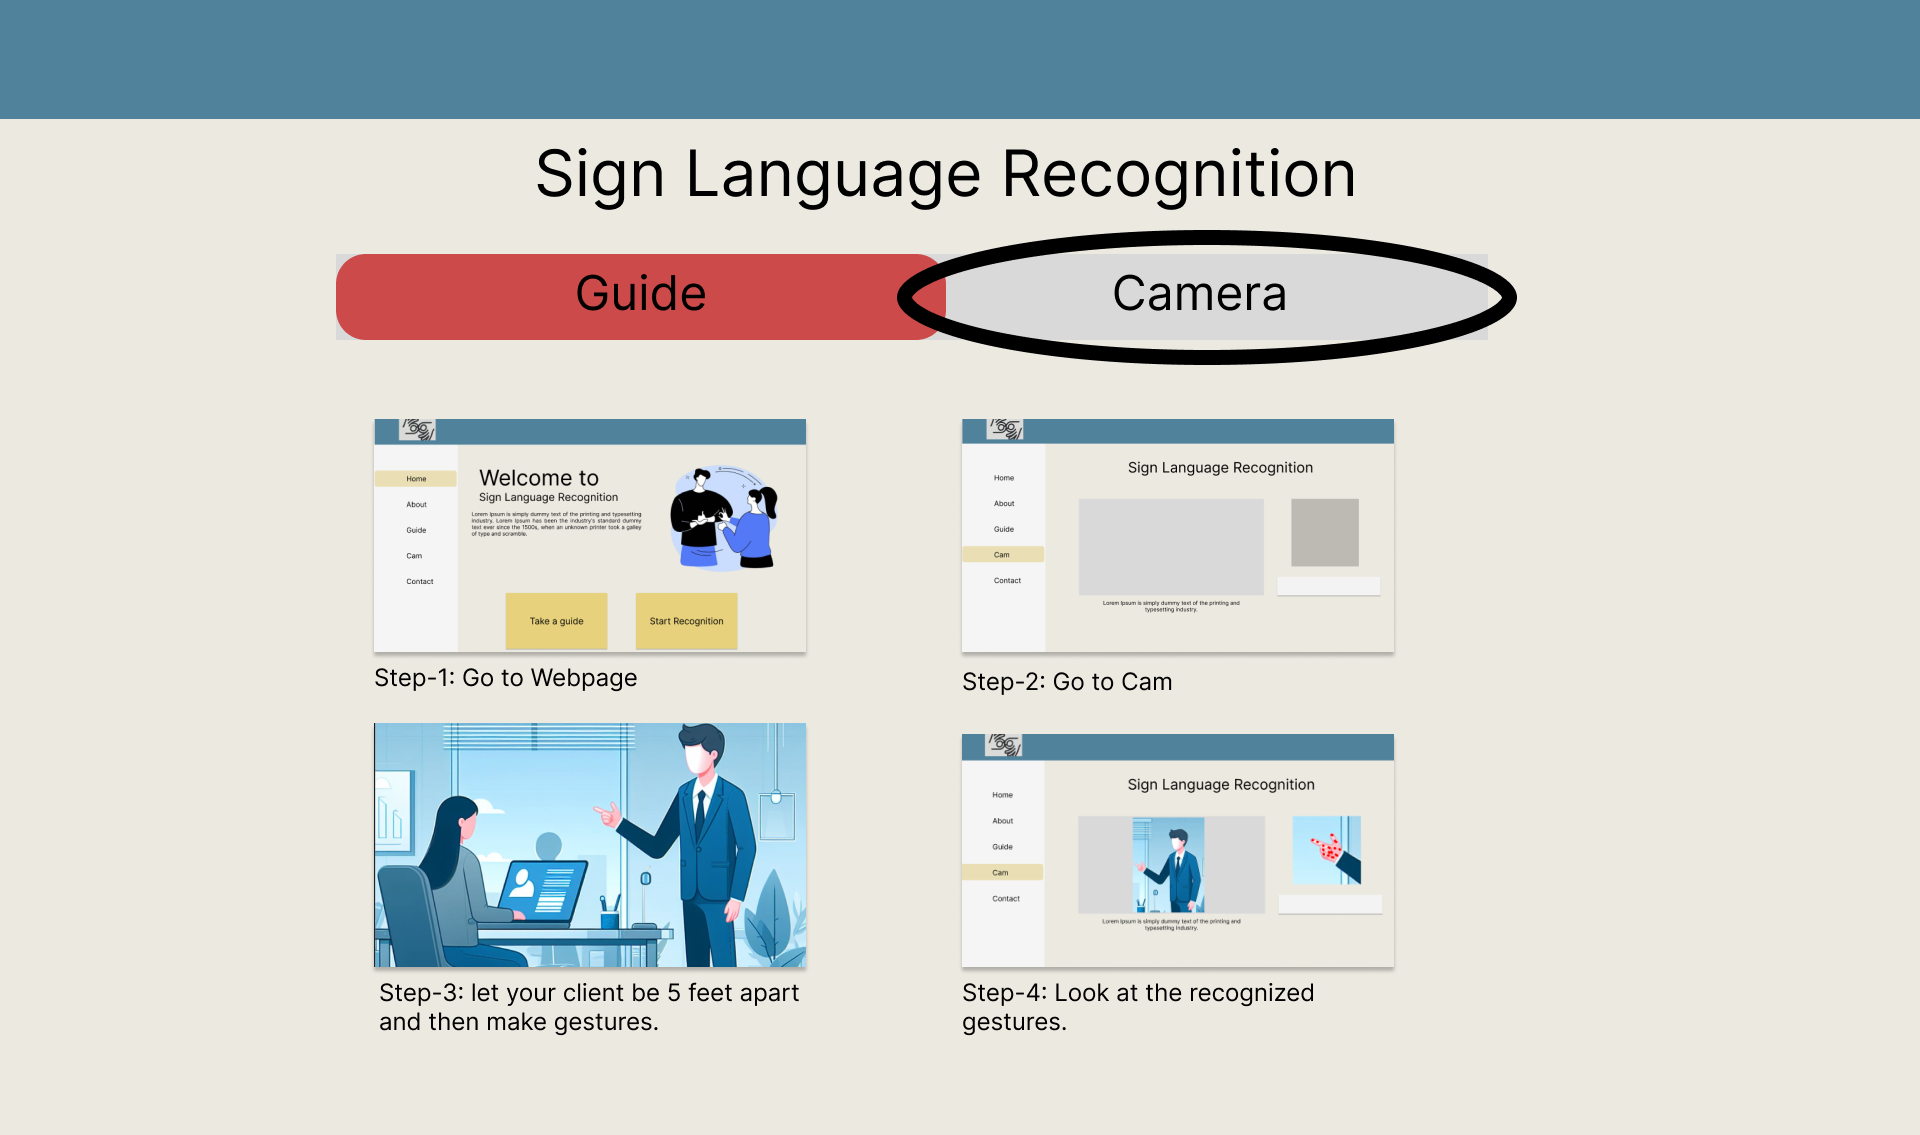 Sign Language Recognition
Guide
Camera
Home
About
Guide
Cam
Contact
Welcome to
Sign Language Recognition
Lorem Ipsum is simply dummy text of the printing and typesetting
industry. Lorem Ipsum has been the industry's standard dummy
text ever since the 1500s, when an unknown printer took a galley
of type and scramble.
Take a guide
Start Recognition
Step-1: Go to Webpage
Home
About
Guide
Cam
Contact
Sign Language Recognition
Lorem Ipsum is simply dummy text of the printing and
typesetting industry.
Step-2: Go to Cam
Step-3: let your client be 5 feet apart
and then make gestures.
Home
About
Guide
Cam
Contact
Sign Language Recognition
Lorem Ipsum is simply dummy text of the printing and
typesetting industry.
Step-4: Look at the recognized
gestures.